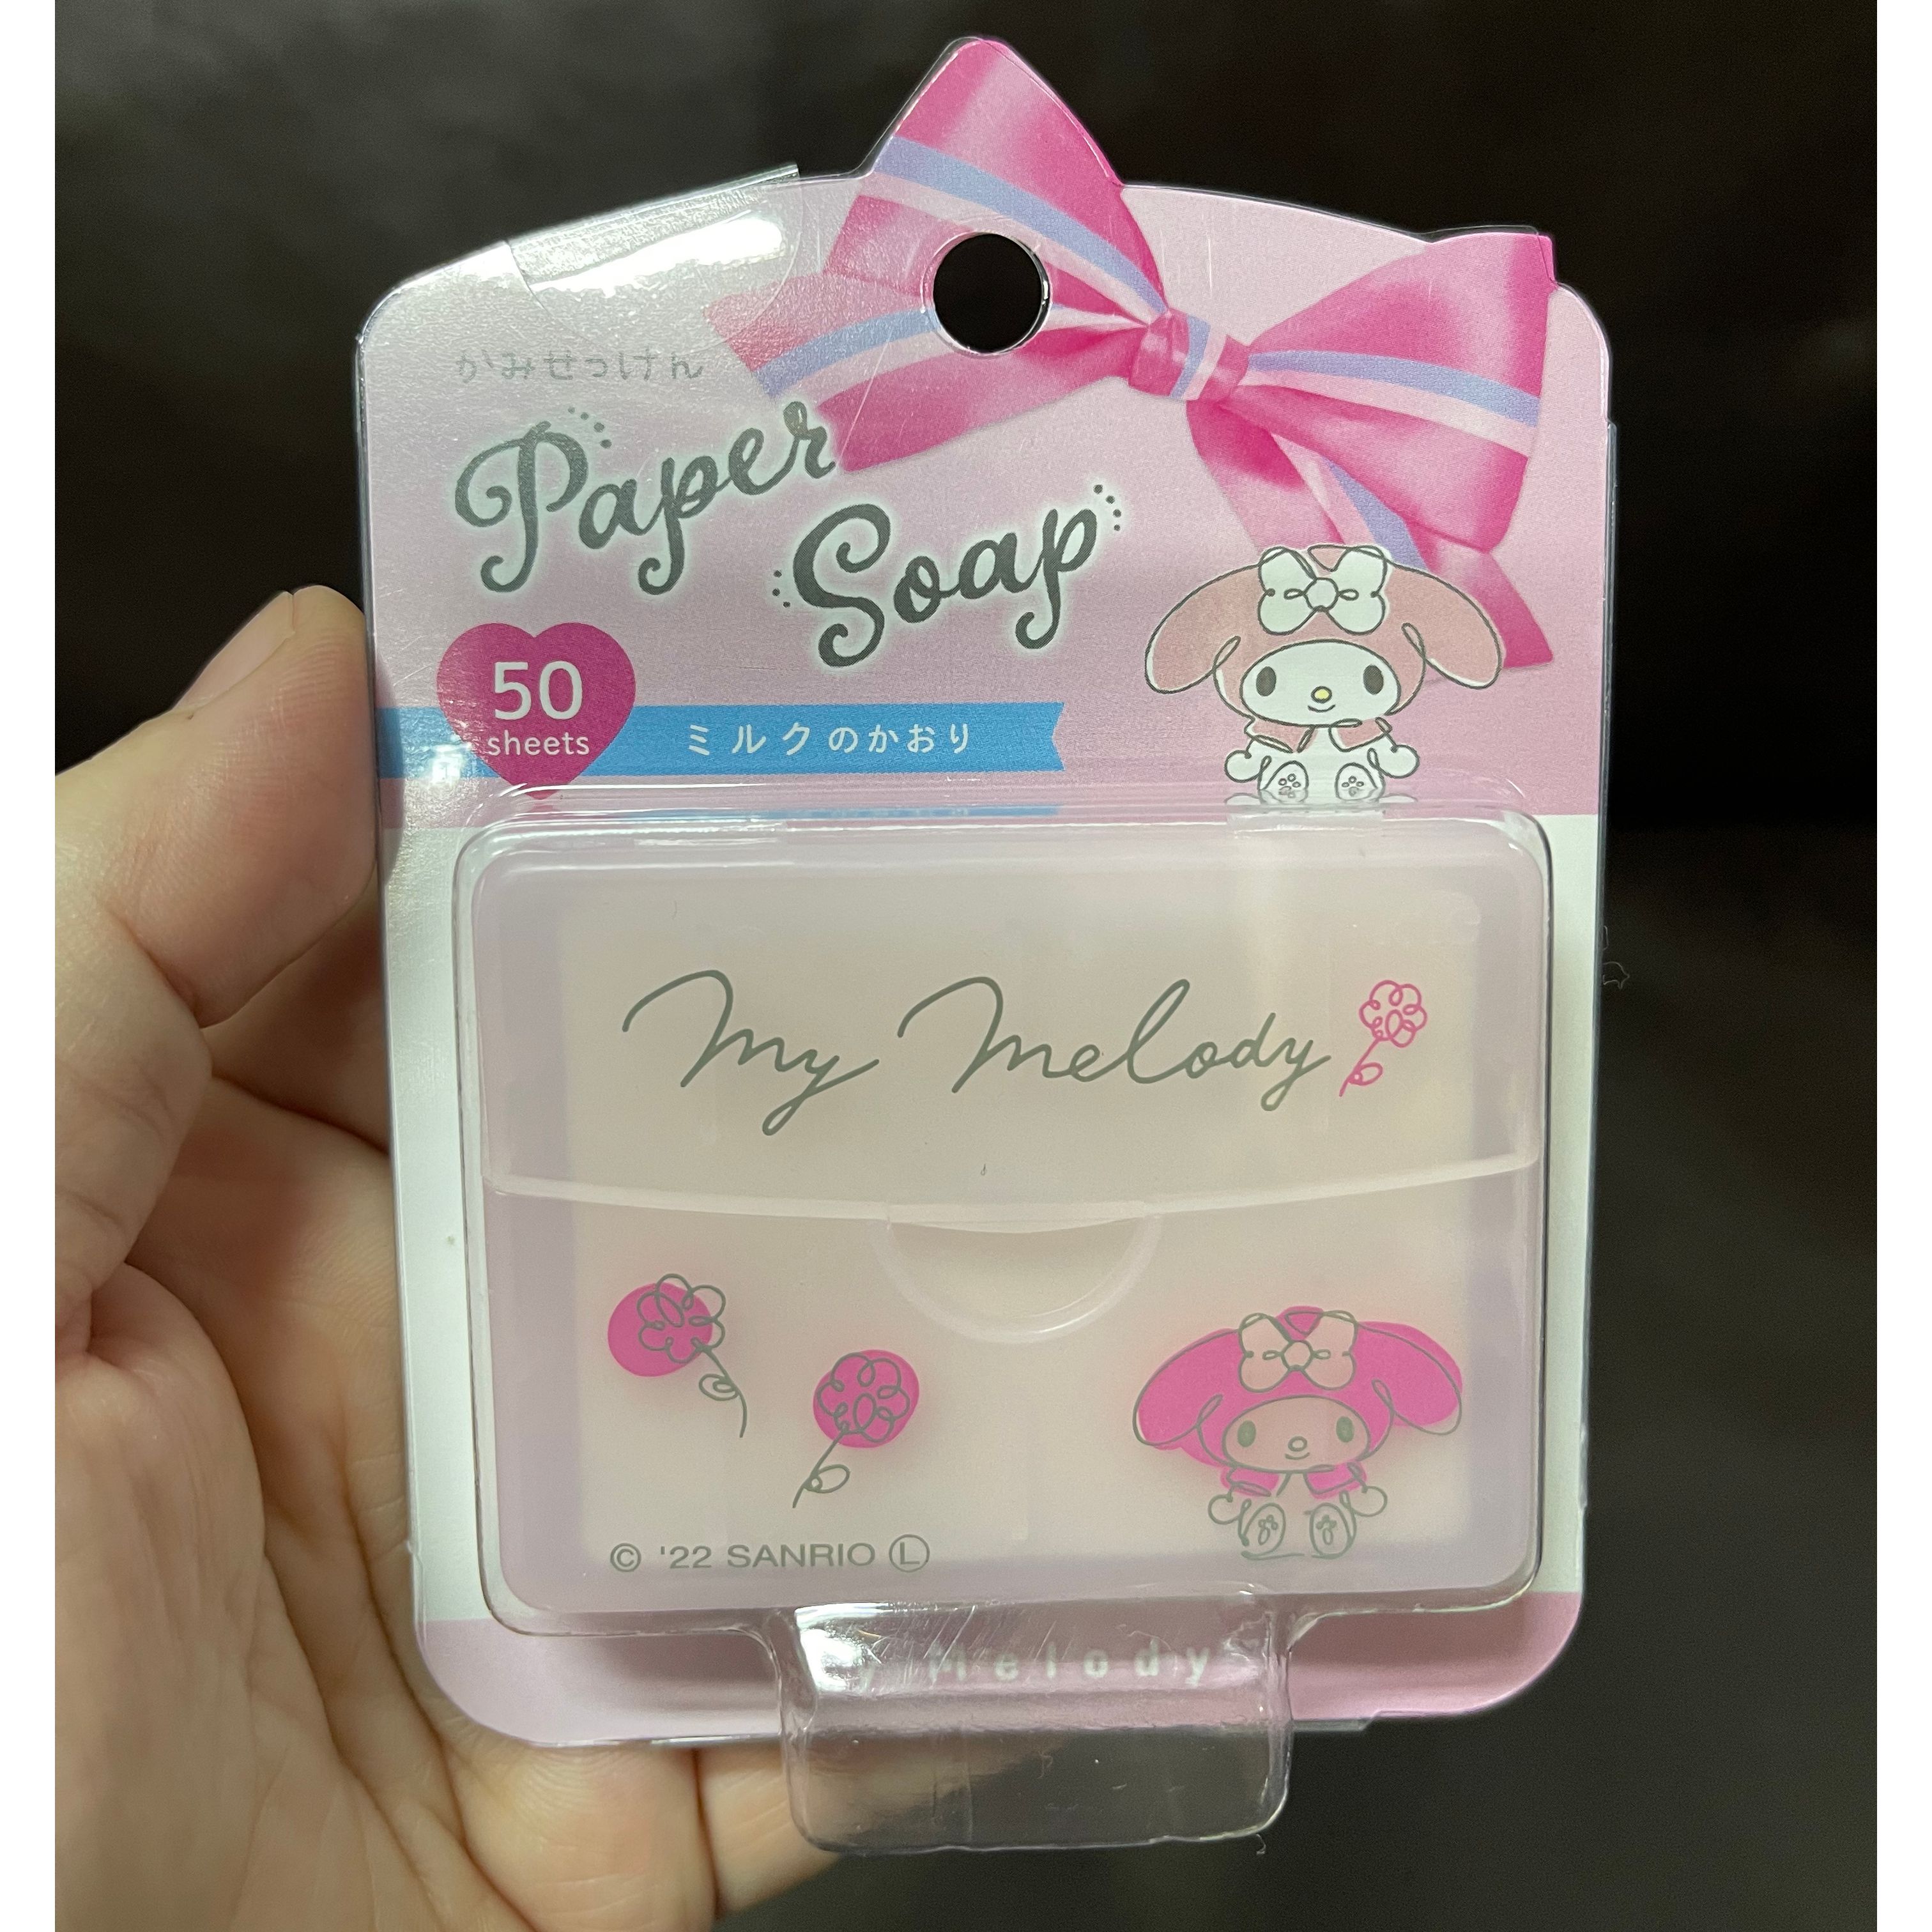 かみせっけん
Paper
Soap
50
sheets
ミルクのかおり
My Melody
© '22 SANRIO Ⓛ
Melody